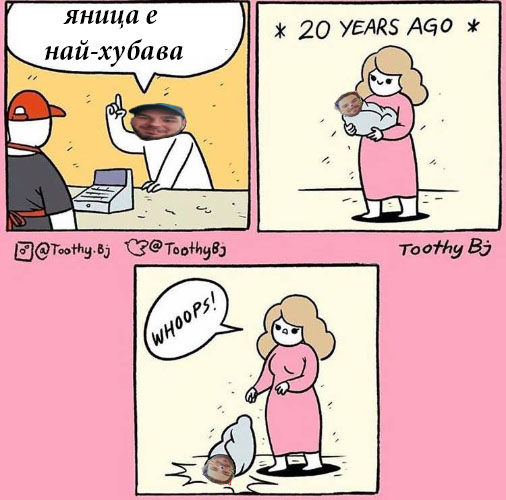 яница е
най-хубава
* 20 YEARS AGO *
@Toothy.Bj @ToothyBj
Toothy Bj
WHOOPS!